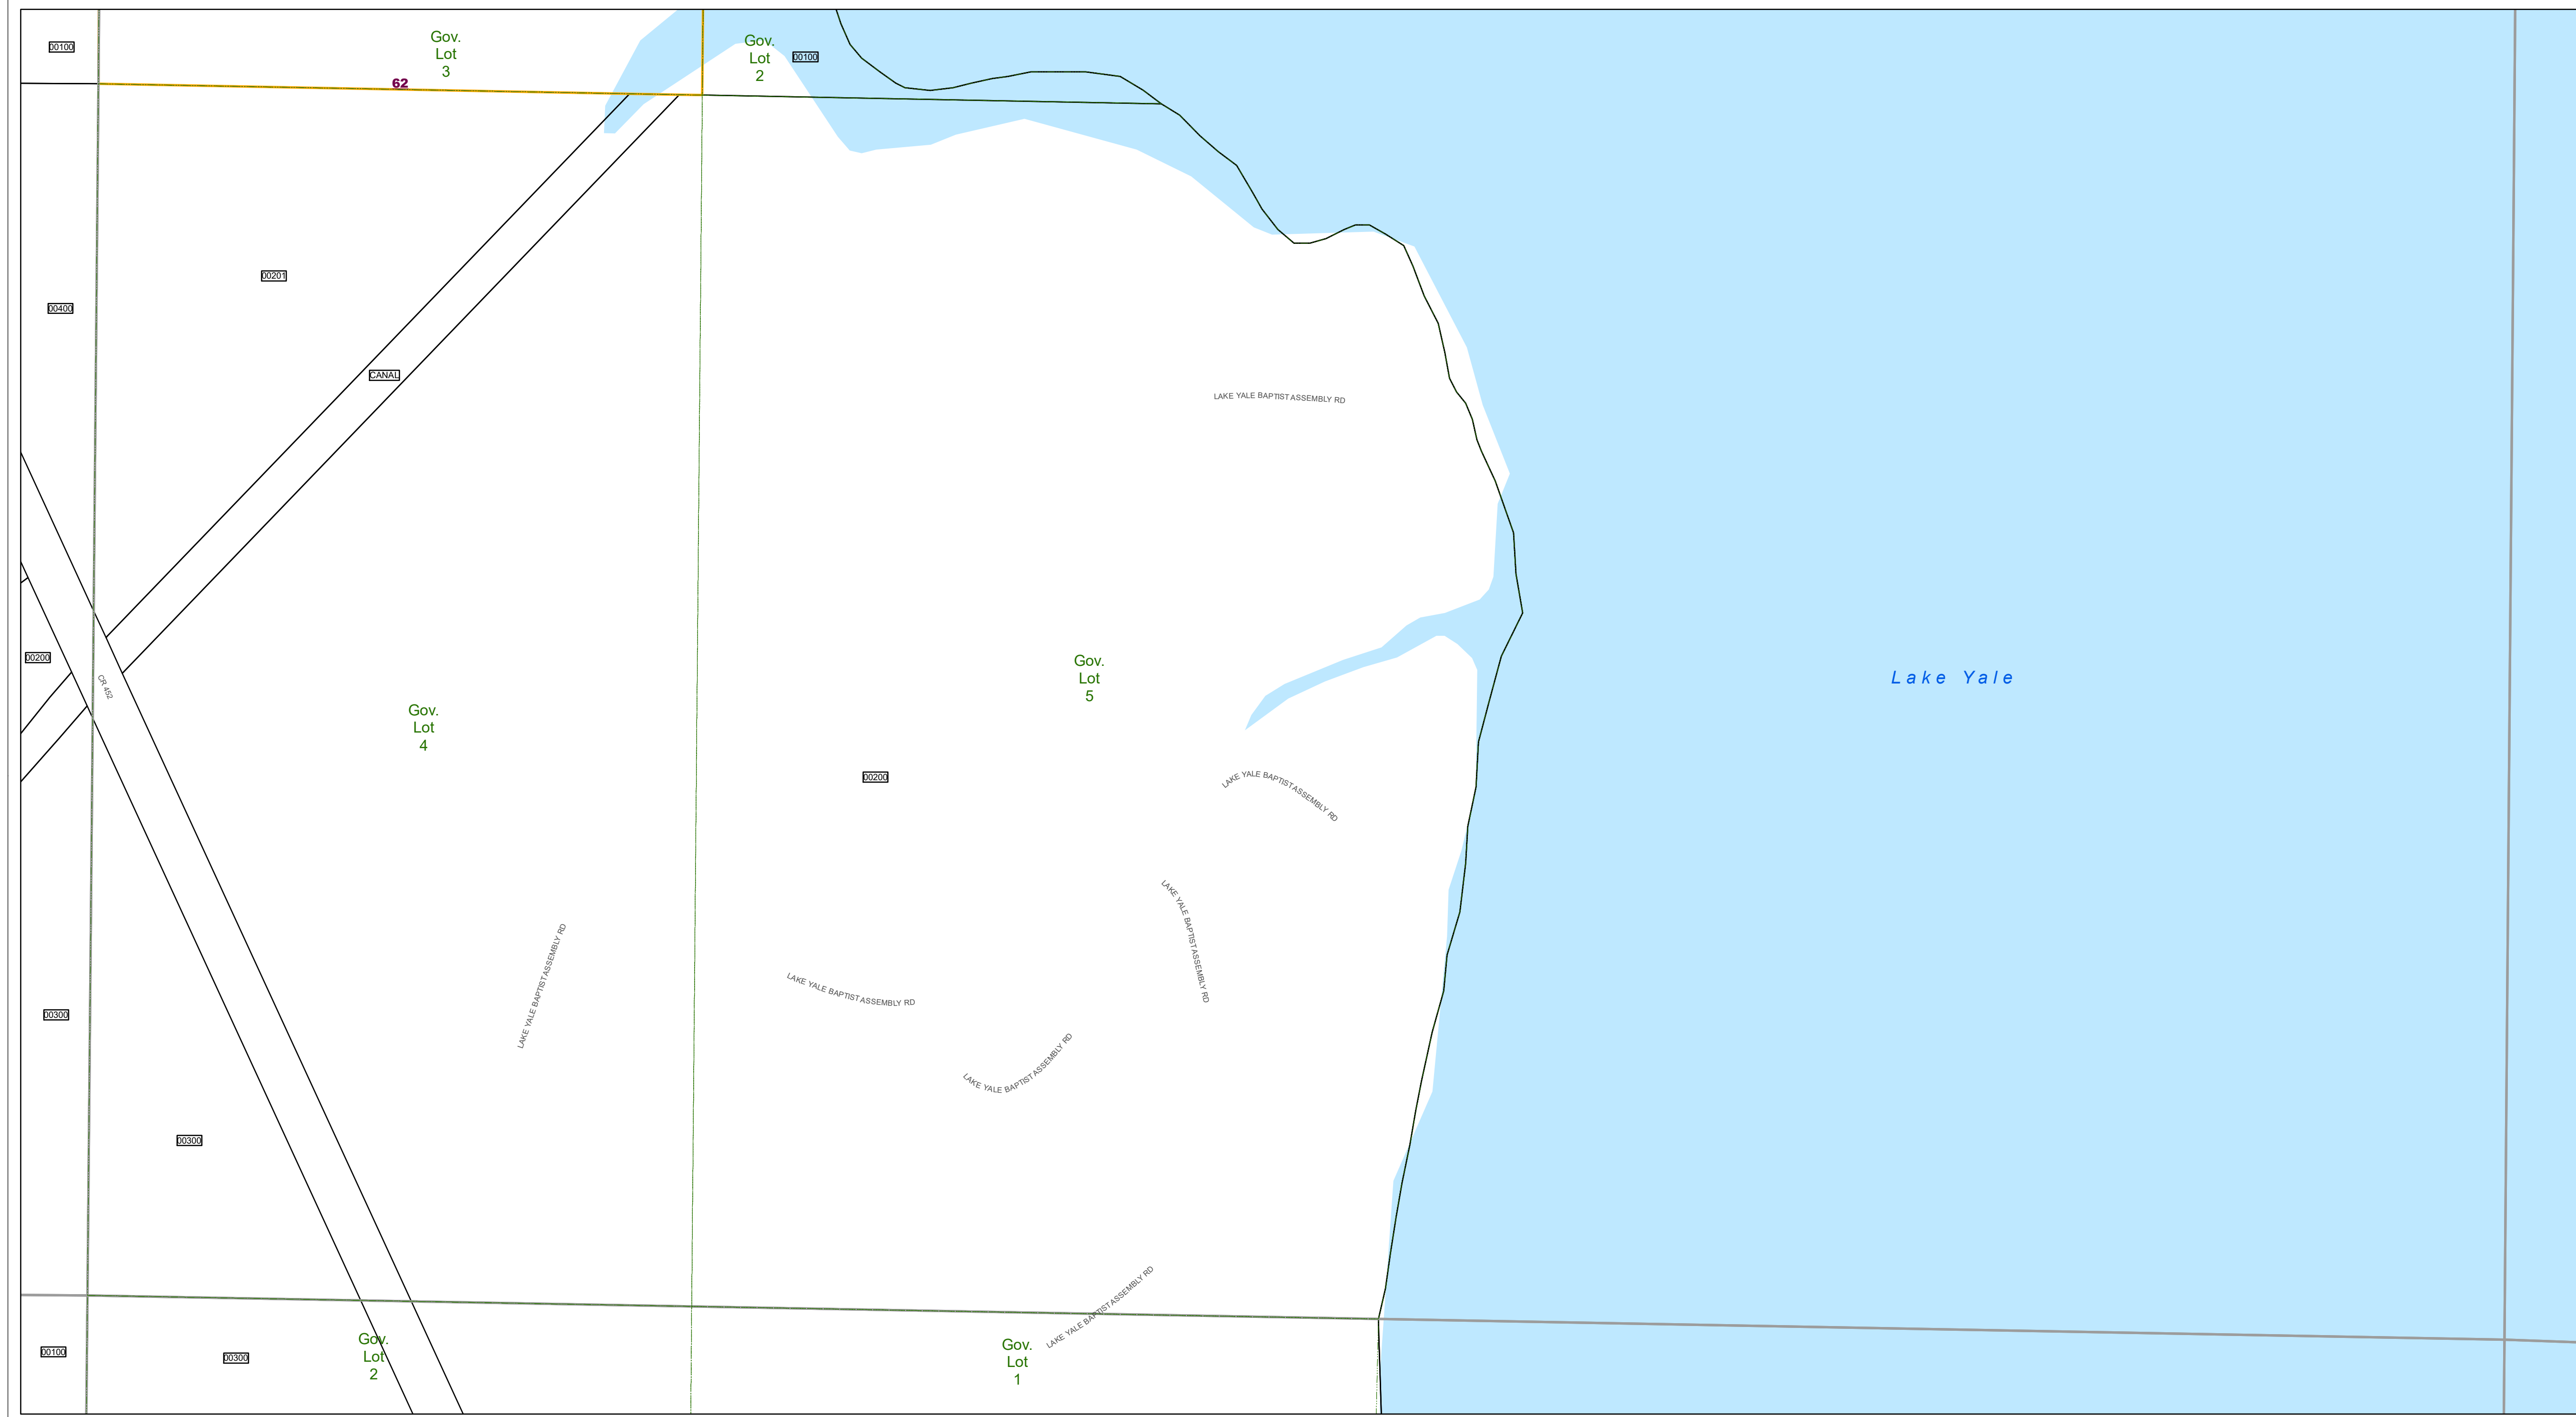 00100
Gov.
Lot
3
Gov.
Lot
2
00100
62
00201
00400
CANAL
LAKE YALE BAPTIST ASSEMBLY RD
00200
CR 452
Gov.
Lot
5
Lake Yale
Gov.
Lot
4
00200
LAKE YALE BAPTIST ASSEMBLY RD
LAKE YALE BAPTIST ASSEMBLY RD
LAKE YALE BAPTIST ASSEMBLY RD
LAKE YALE BAPTIST ASSEMBLY RD
00300
LAKE YALE BAPTIST ASSEMBLY RD
00300
LAKE YALE BAPTIST ASSEMBLY RD
00100
00300
Gov.
Lot
2
Gov.
Lot
1